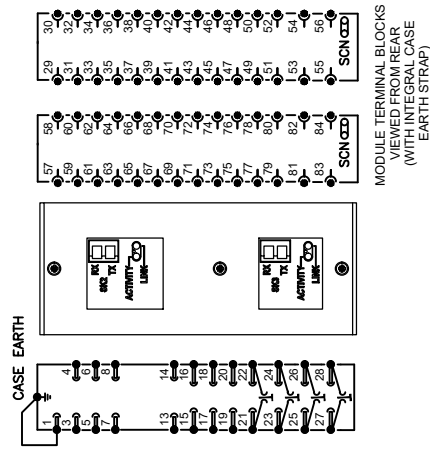 30 32 34 36 38 40 42 44 46 48 50 52 54 56
SCN
29 31 33 35 37 39 41 43 45 47 49 51 53 55
58 60 62 64 66 68 70 72 74 76 78 80 82 84
SCN
57 59 61 63 65 67 69 71 73 75 77 79 81 83
MODULE TERMINAL BLOCKS
VIEWED FROM REAR
(WITH INTEGRAL CASE
EARTH STRAP)
RX
SK2
TX
ACTIVITY
LINK
RX
SK3
TX
ACTIVITY
LINK
CASE EARTH
4 6 8 14 16 18 20 22 24 26 28
1 3 5 7 13 15 17 19 21 23 25 27